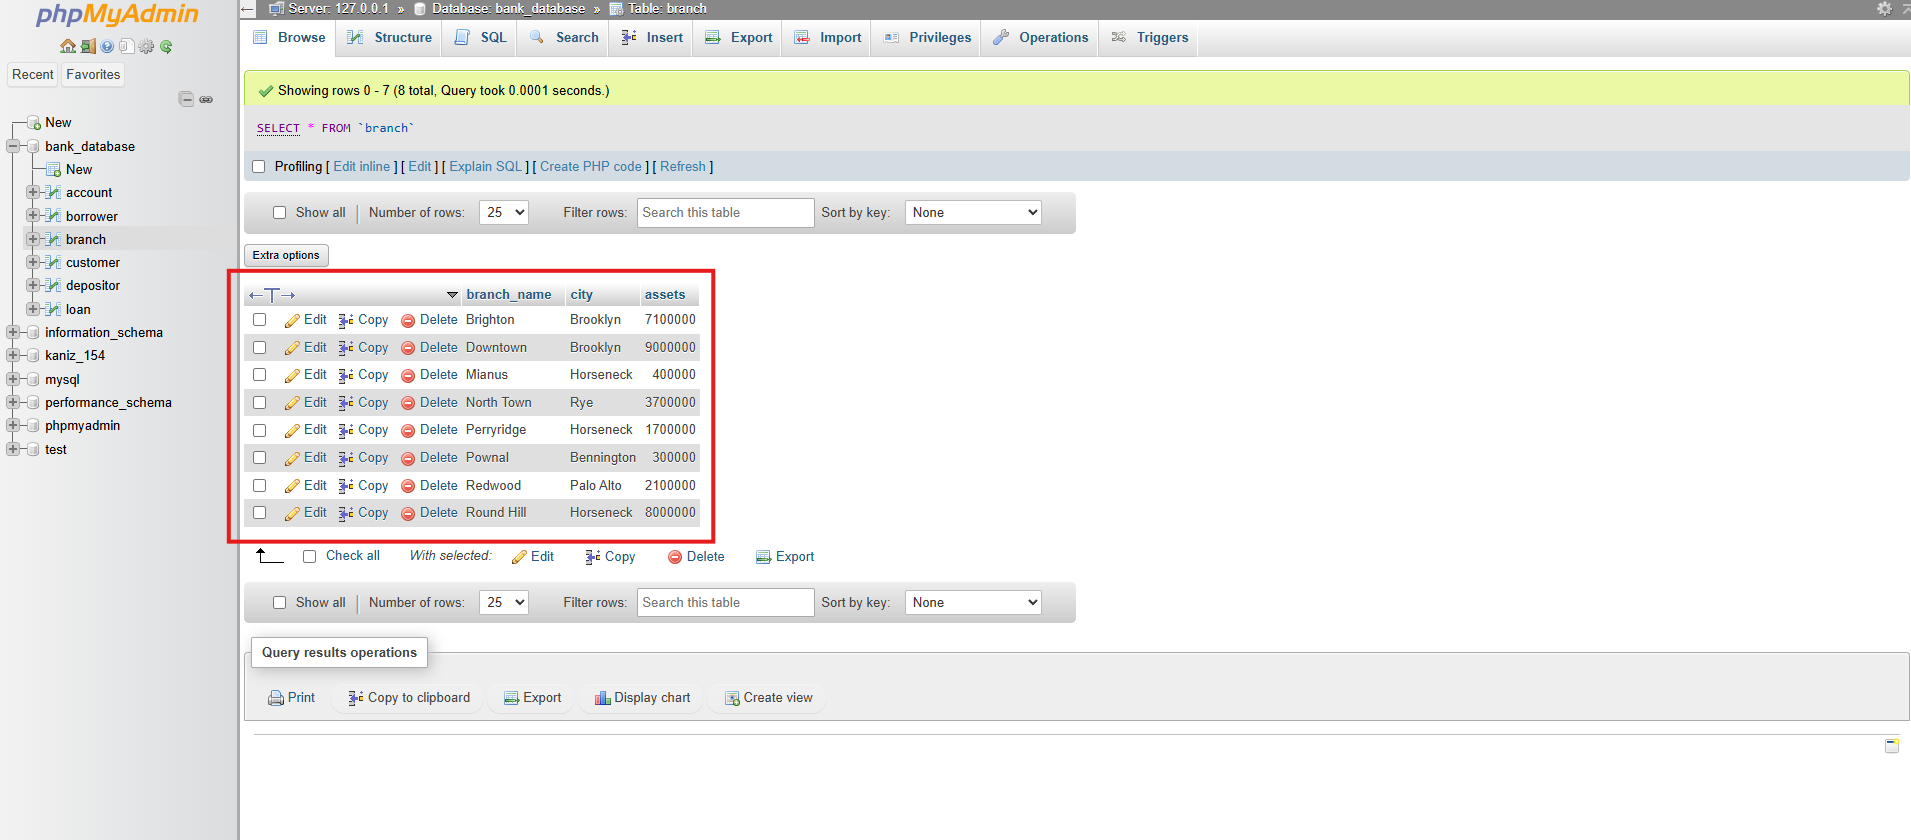 phpMyAdmin
Recent Favorites
New
bank_database
New
account
borrower
branch
customer
depositor
loan
information_schema
kaniz_154
mysql
performance_schema
phpmyadmin
test
Server: 127.0.0.1 » Database: bank_database » Table: branch
Browse Structure SQL Search Insert Export Import Privileges Operations Triggers
Showing rows 0 - 7 (8 total, Query took 0.0001 seconds.)
SELECT * FROM `branch`
Profiling [ Edit inline ] [ Edit ] [ Explain SQL ] [ Create PHP code ] [ Refresh ]
Show all Number of rows: 25 Filter rows: Search this table Sort by key: None
Extra options
branch_name city assets
Edit Copy Delete Brighton Brooklyn 7100000
Edit Copy Delete Downtown Brooklyn 9000000
Edit Copy Delete Mianus Horseneck 400000
Edit Copy Delete North Town Rye 3700000
Edit Copy Delete Perryridge Horseneck 1700000
Edit Copy Delete Pownal Bennington 300000
Edit Copy Delete Redwood Palo Alto 2100000
Edit Copy Delete Round Hill Horseneck 8000000
Check all With selected: Edit Copy Delete Export
Show all Number of rows: 25 Filter rows: Search this table Sort by key: None
Query results operations
Print Copy to clipboard Export Display chart Create view